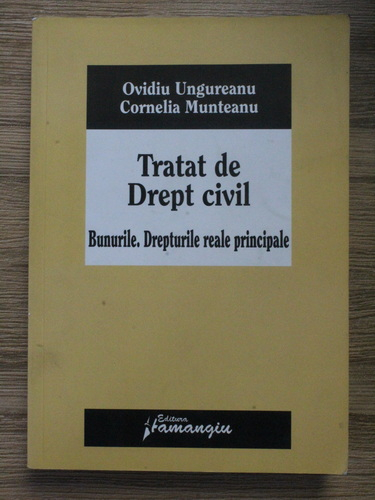 Ovidiu Ungureanu
Cornelia Munteanu
Tratat de
Drept civil
Bunurile. Drepturile reale principale
Editura
Hamangiu